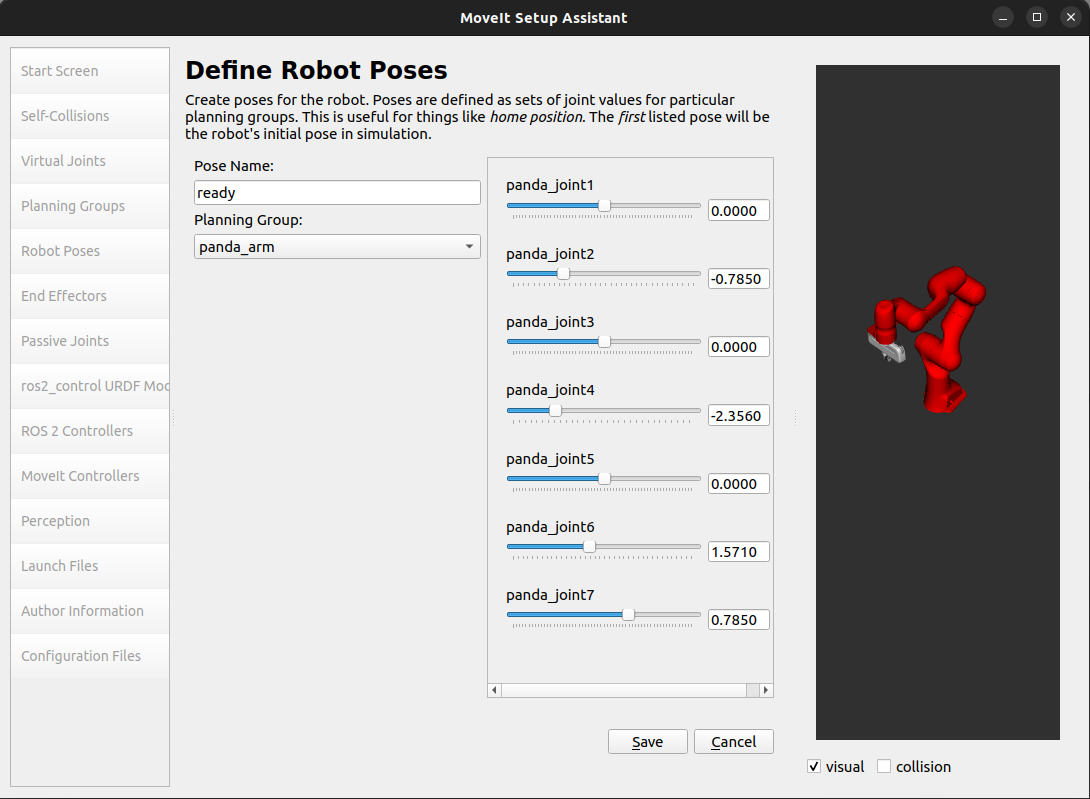 MoveIt Setup Assistant
Start Screen
Self-Collisions
Virtual Joints
Planning Groups
Robot Poses
End Effectors
Passive Joints
ros2_control URDF Moc
ROS 2 Controllers
MoveIt Controllers
Perception
Launch Files
Author Information
Configuration Files
Define Robot Poses
Create poses for the robot. Poses are defined as sets of joint values for particular
planning groups. This is useful for things like home position. The first listed pose will be
the robot's initial pose in simulation.
Pose Name:
ready
Planning Group:
panda_arm
panda_joint1
0.0000
panda_joint2
-0.7850
panda_joint3
0.0000
panda_joint4
-2.3560
panda_joint5
0.0000
panda_joint6
1.5710
panda_joint7
0.7850
Save
Cancel
visual
collision